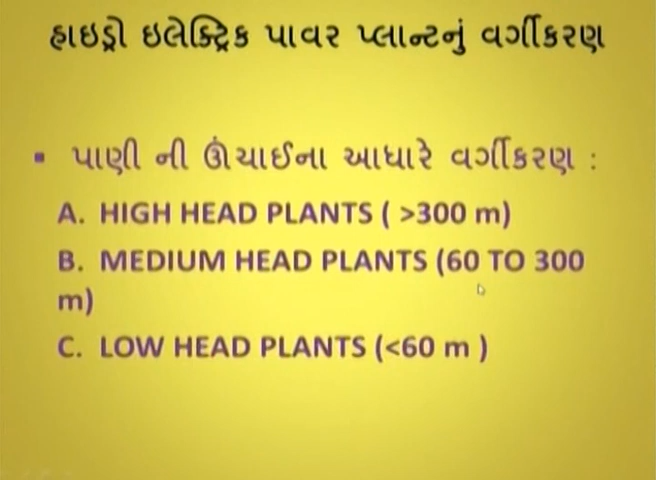 હાઇડ્રો ઇલેક્ટ્રિક પાવર પ્લાન્ટનું વર્ગીકરણ
▪ પાણી ની ઊંચાઈના આધારે વર્ગીકરણ :
A. HIGH HEAD PLANTS ( >300 m)
B. MEDIUM HEAD PLANTS (60 TO 300
m)
C. LOW HEAD PLANTS (<60 m )